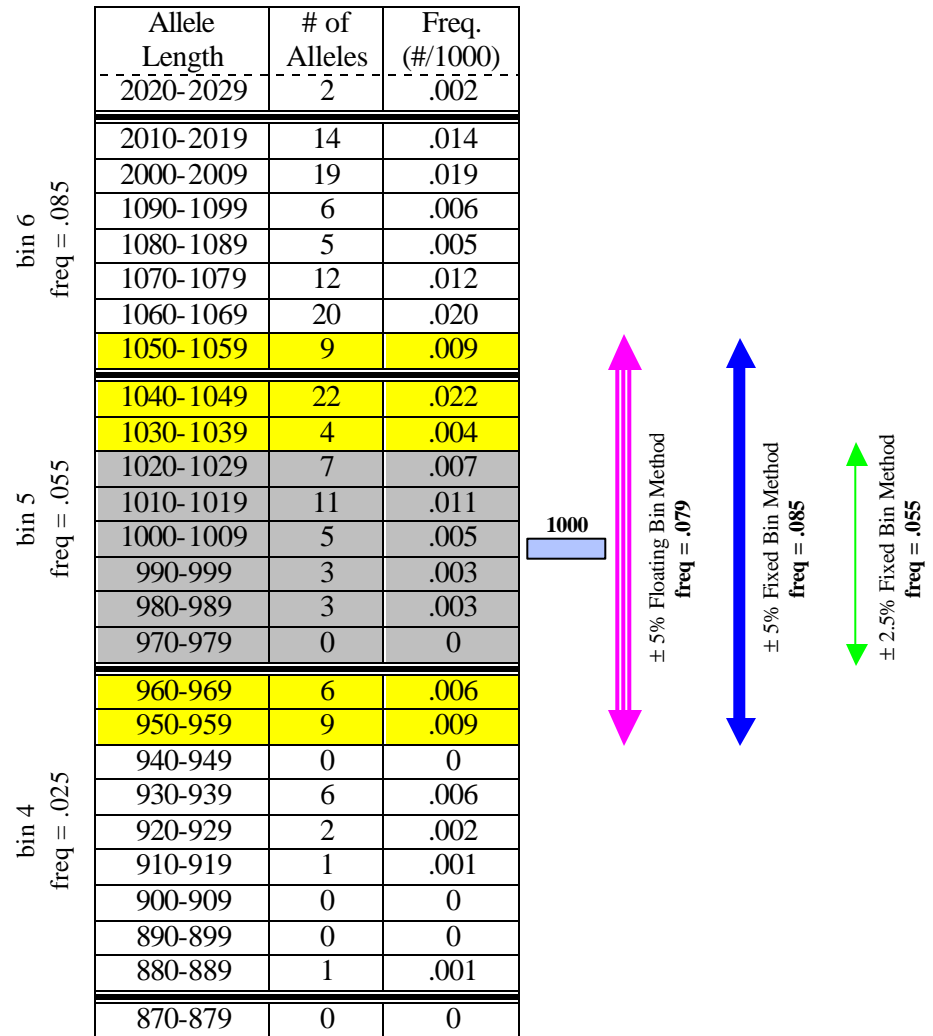 Allele Length # of Alleles Freq. (#/1000)
2020-2029 2 .002
2010-2019 14 .014
2000-2009 19 .019
1090-1099 6 .006
1080-1089 5 .005
1070-1079 12 .012
1060-1069 20 .020
1050-1059 9 .009
bin 6
freq = .085
1040-1049 22 .022
1030-1039 4 .004
1020-1029 7 .007
1010-1019 11 .011
1000-1009 5 .005
990-999 3 .003
980-989 3 .003
970-979 0 0
bin 5
freq = .055
960-969 6 .006
950-959 9 .009
940-949 0 0
930-939 6 .006
920-929 2 .002
910-919 1 .001
900-909 0 0
890-899 0 0
880-889 1 .001
bin 4
freq = .025
870-879 0 0
1000
± 5% Floating Bin Method
freq = .079
± 5% Fixed Bin Method
freq = .085
± 2.5% Fixed Bin Method
freq = .055